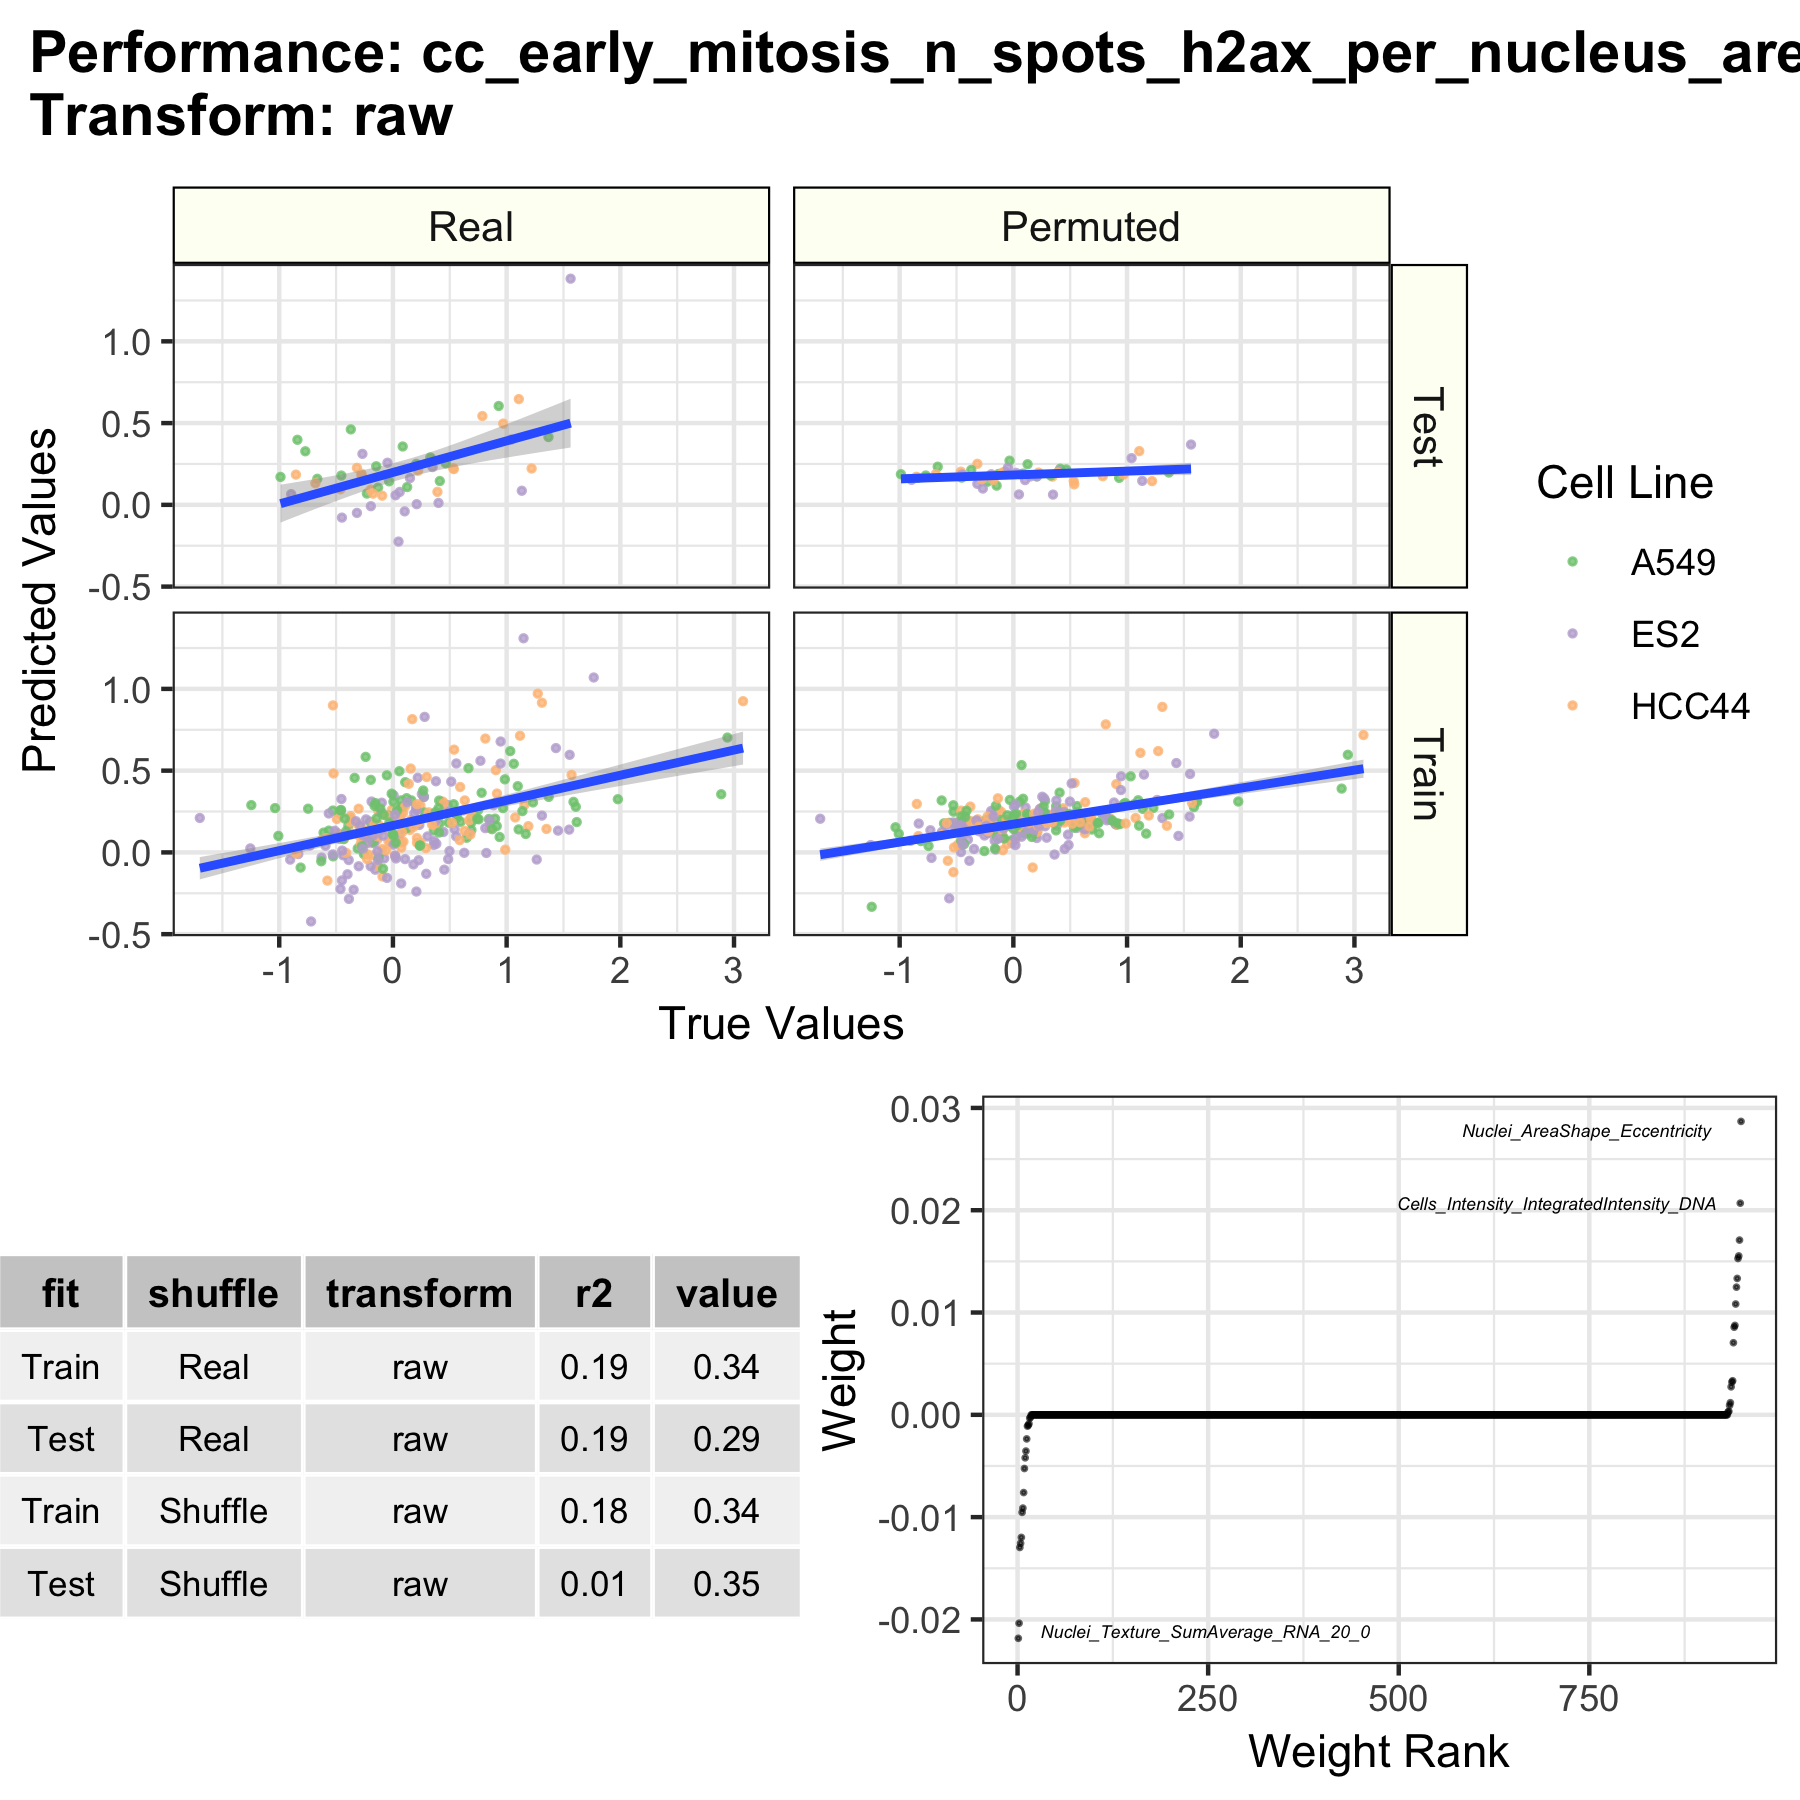 Performance: cc_early_mitosis_n_spots_h2ax_per_nucleus_are
Transform: raw
Real
Permuted
Predicted Values
1.0
0.5
0.0
-0.5
Test
1.0
0.5
0.0
-0.5
Train
-1 0 1 2 3
-1 0 1 2 3
True Values
Cell Line
A549
ES2
HCC44
fit shuffle transform r2 value
Train Real raw 0.19 0.34
Test Real raw 0.19 0.29
Train Shuffle raw 0.18 0.34
Test Shuffle raw 0.01 0.35
Weight
0.03
0.02
0.01
0.00
-0.01
-0.02
Nuclei_AreaShape_Eccentricity
Cells_Intensity_IntegratedIntensity_DNA
Nuclei_Texture_SumAverage_RNA_20_0
0 250 500 750
Weight Rank